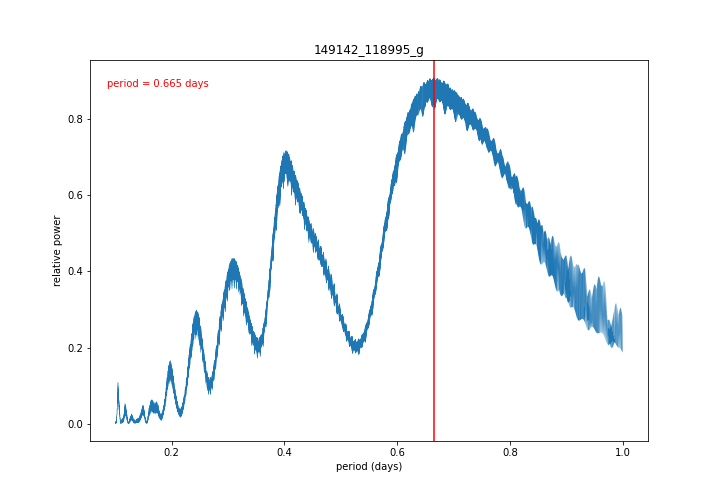 149142_118995_g
period = 0.665 days
relative power
0.8
0.6
0.4
0.2
0.0
0.2 0.4 0.6 0.8 1.0
period (days)